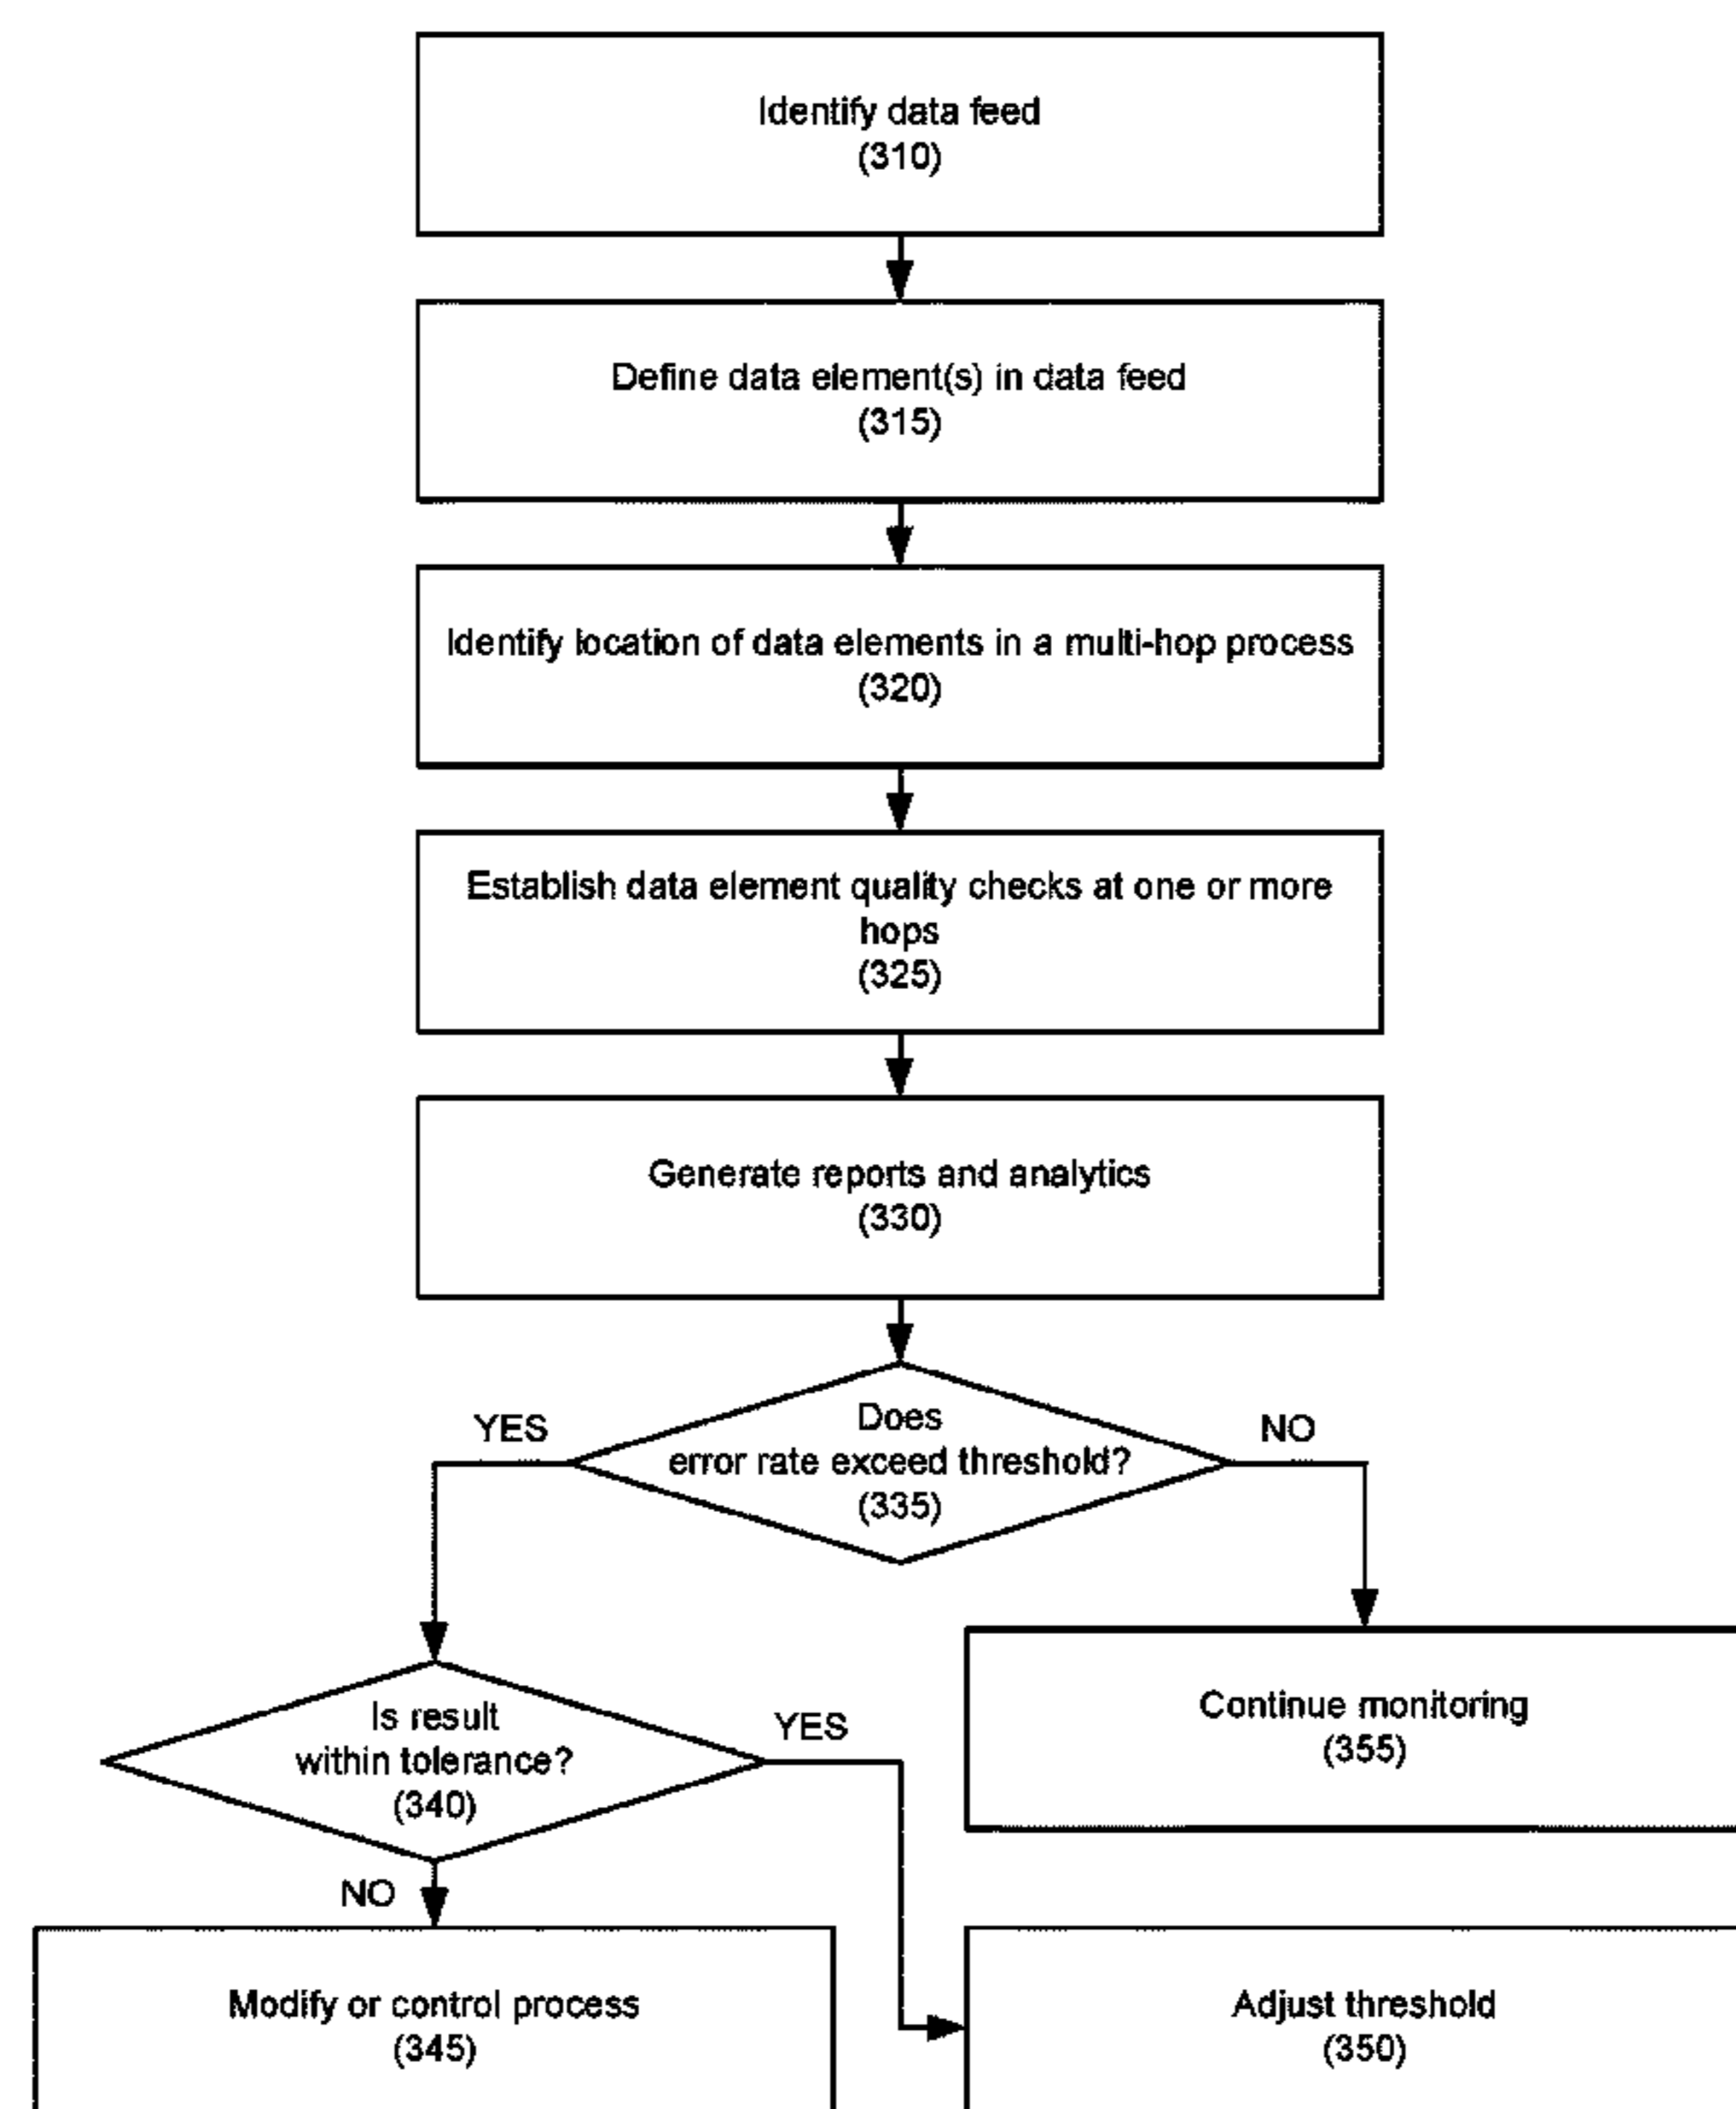 Identify data feed
(310)
Define data element(s) in data feed
(315)
Identify location of data elements in a multi-hop process
(320)
Establish data element quality checks at one or more
hops
(325)
Generate reports and analytics
(330)
YES
Does
error rate exceed threshold?
(335)
NO
Is result
within tolerance?
(340)
YES
Continue monitoring
(355)
NO
Modify or control process
(345)
Adjust threshold
(350)